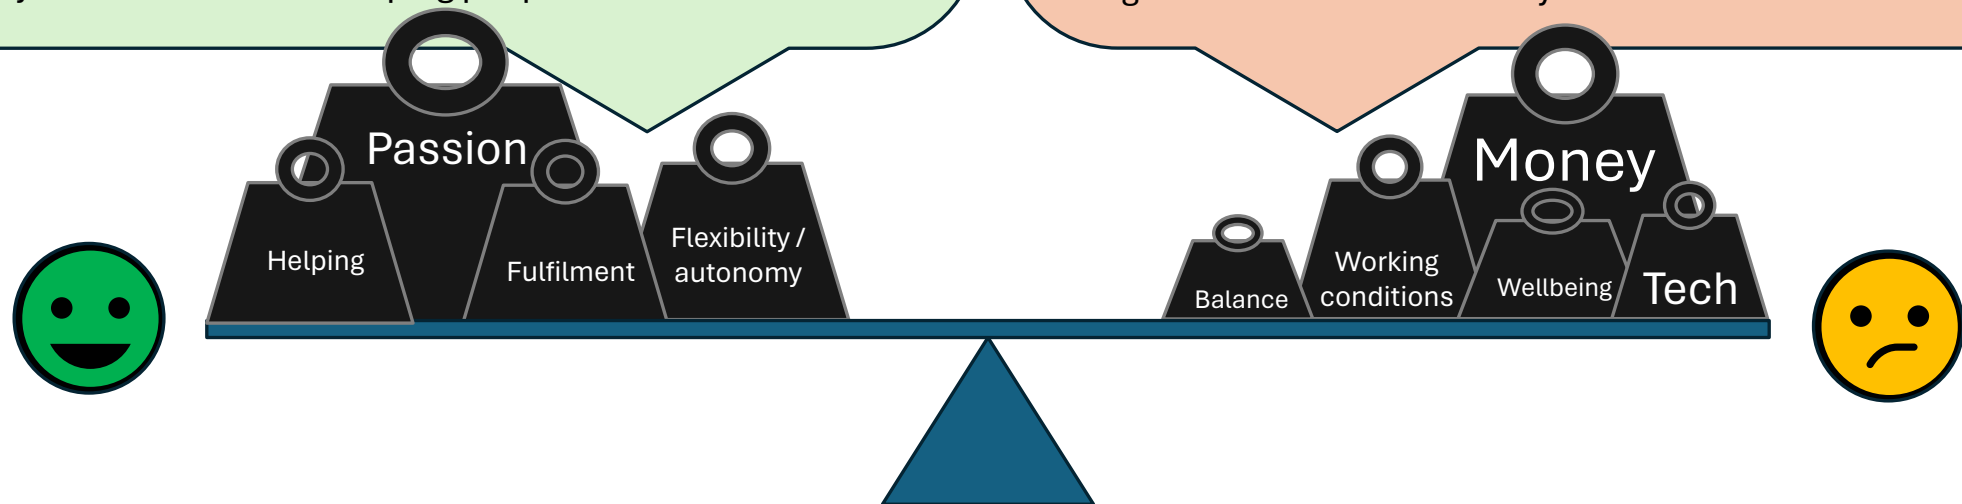 Passion
Helping
Fulfilment
Flexibility /
autonomy
Money
Working
conditions
Balance
Wellbeing
Tech